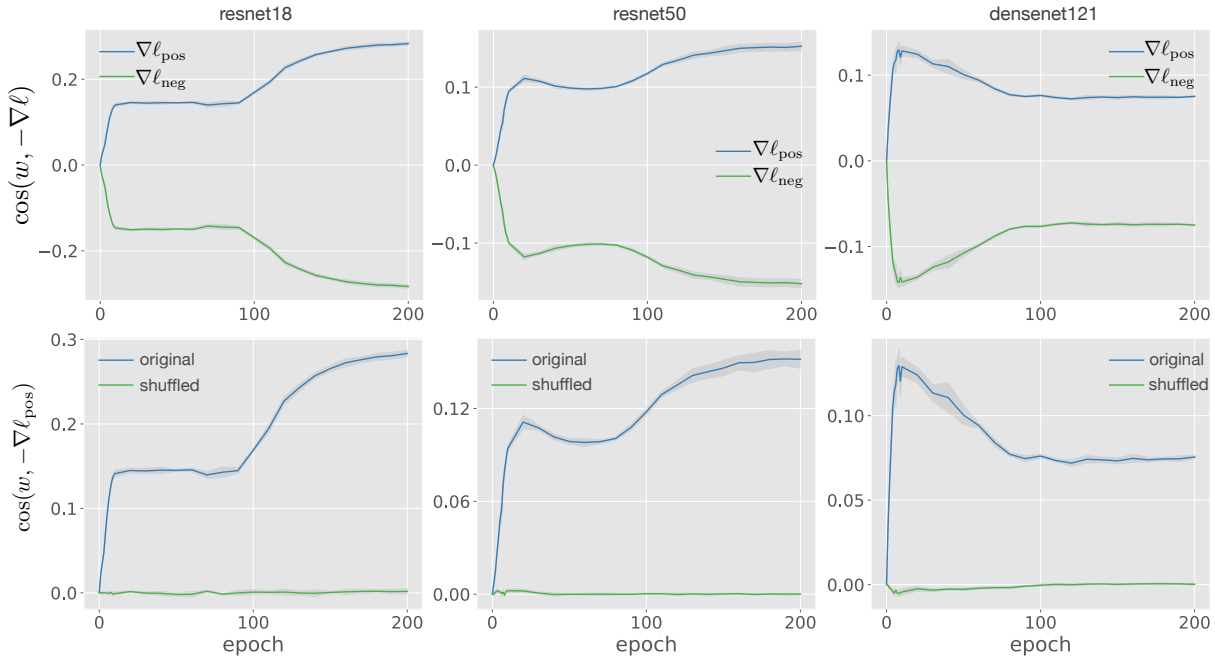 resnet18
resnet50
densenet121
cos(w, −∇ℓ)
0.2
0.0
−0.2
∇ℓpos
∇ℓneg
0
100
200
0.1
0.0
−0.1
∇ℓpos
∇ℓneg
0
100
200
0.1
0.0
−0.1
∇ℓpos
∇ℓneg
0
100
200
cos(w, −∇ℓpos)
0.3
0.2
0.1
0.0
original
shuffled
0
100
200
epoch
0.12
0.06
0.00
original
shuffled
0
100
200
epoch
0.10
0.05
0.00
original
shuffled
0
100
200
epoch